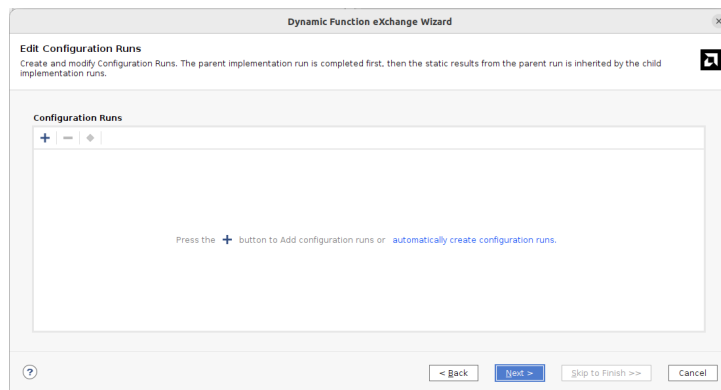 Dynamic Function eXchange Wizard
Edit Configuration Runs
Create and modify Configuration Runs. The parent implementation run is completed first, then the static results from the parent run is inherited by the child
implementation runs.
Configuration Runs
Press the + button to Add configuration runs or automatically create configuration runs.
? < Back Next > Skip to Finish >> Cancel